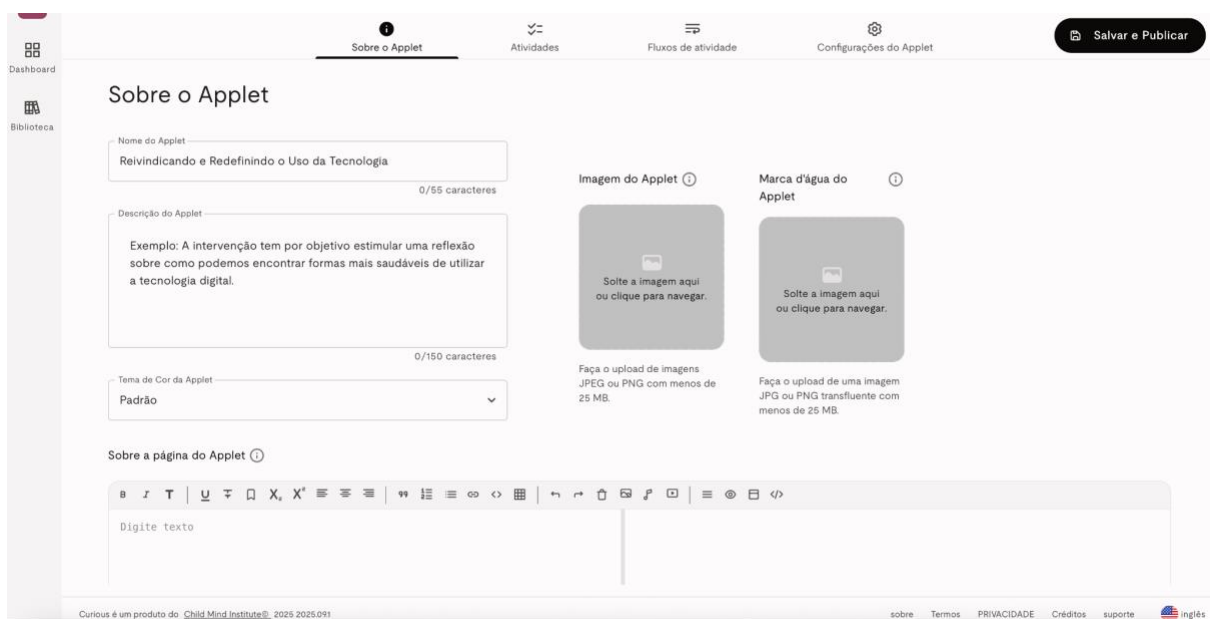 Sobre o Applet
Atividades
Fluxos de atividade
Configurações do Applet
Salvar e Publicar
Dashboard
Biblioteca
Sobre o Applet
Nome do Applet
Reivindicando e Redefinindo o Uso da Tecnologia
0/55 caracteres
Descrição do Applet
Exemplo: A intervenção tem por objetivo estimular uma reflexão
sobre como podemos encontrar formas mais saudáveis de utilizar
a tecnologia digital.
0/150 caracteres
Tema de Cor da Applet
Padrão
Imagem do Applet
Solte a imagem aqui
ou clique para navegar.
Faça o upload de imagens
JPEG ou PNG com menos de
25 MB.
Marca d'água do
Applet
Solte a imagem aqui
ou clique para navegar.
Faça o upload de uma imagem
JPG ou PNG transfluente com
menos de 25 MB.
Sobre a página do Applet
Digite texto
Curious é um produto do Child Mind Institute© 2025 2025.09.1
sobre Termos PRIVACIDADE Créditos suporte inglês